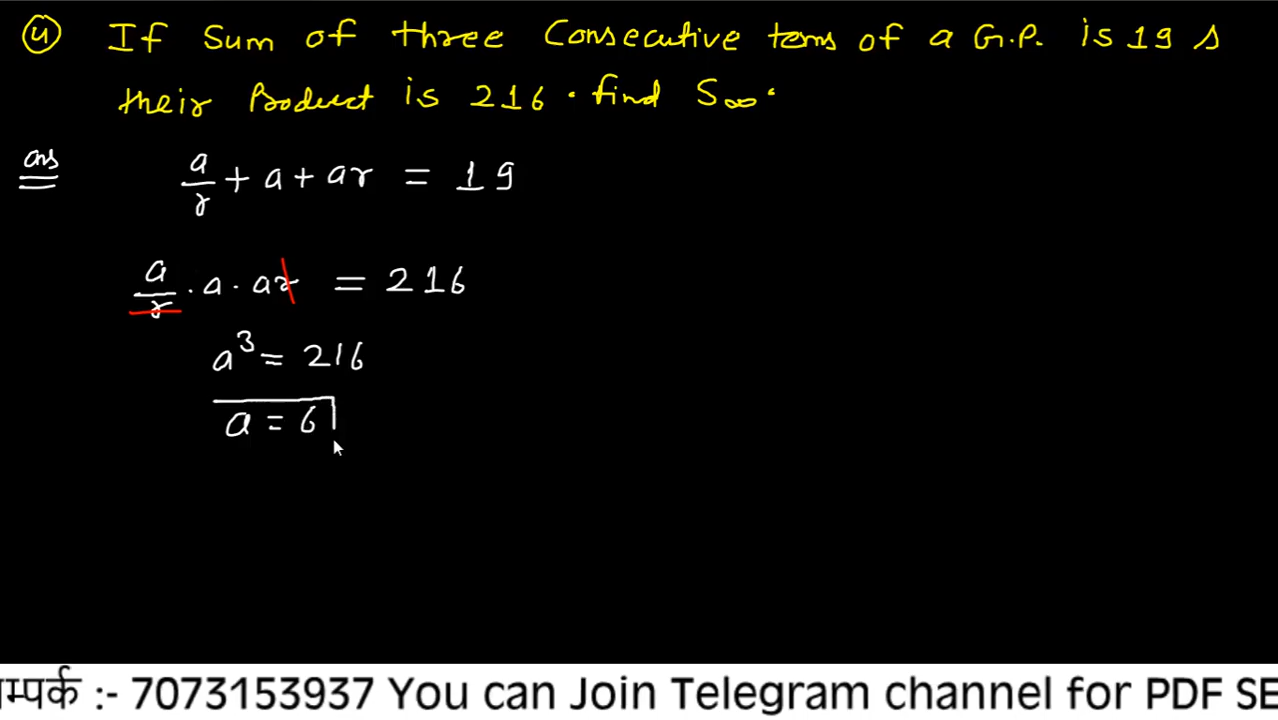 ④ If Sum of three Consecutive terms of a G.P. is 19 &
their Product is 216. find S∞.
ans
a/r + a + ar = 19
a/r . a . ar = 216
a³ = 216
a = 6
म्पर्क :- 7073153937 You can Join Telegram channel for PDF SE